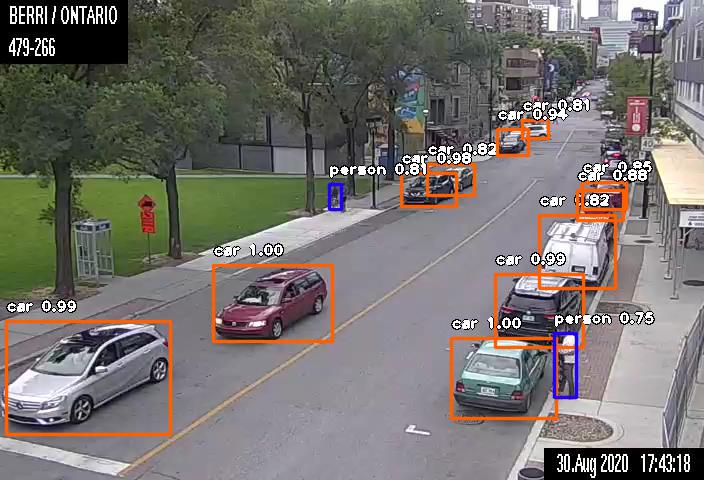 BERRI / ONTARIO
479-266
car 0.81
car 0.94
car 0.82
car 0.98
person 0.81
car 0.85
car 0.88
0.82
car 1.00
car 0.99
car 0.99
car 1.00
person 0.75
30.Aug 2020 17:43:18